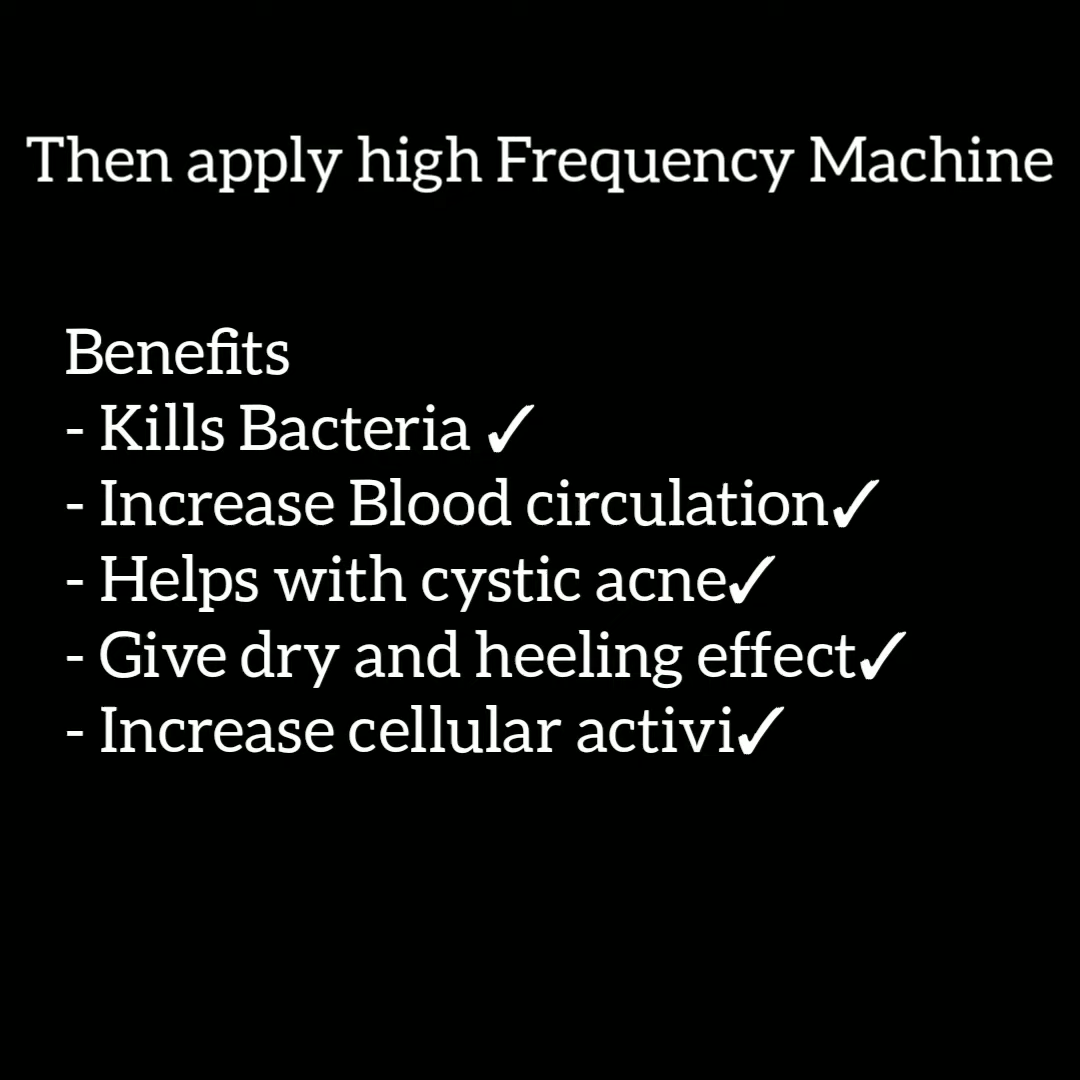 Then apply high Frequency Machine
Benefits
- Kills Bacteria ✓
- Increase Blood circulation✓
- Helps with cystic acne✓
- Give dry and heeling effect✓
- Increase cellular activi✓